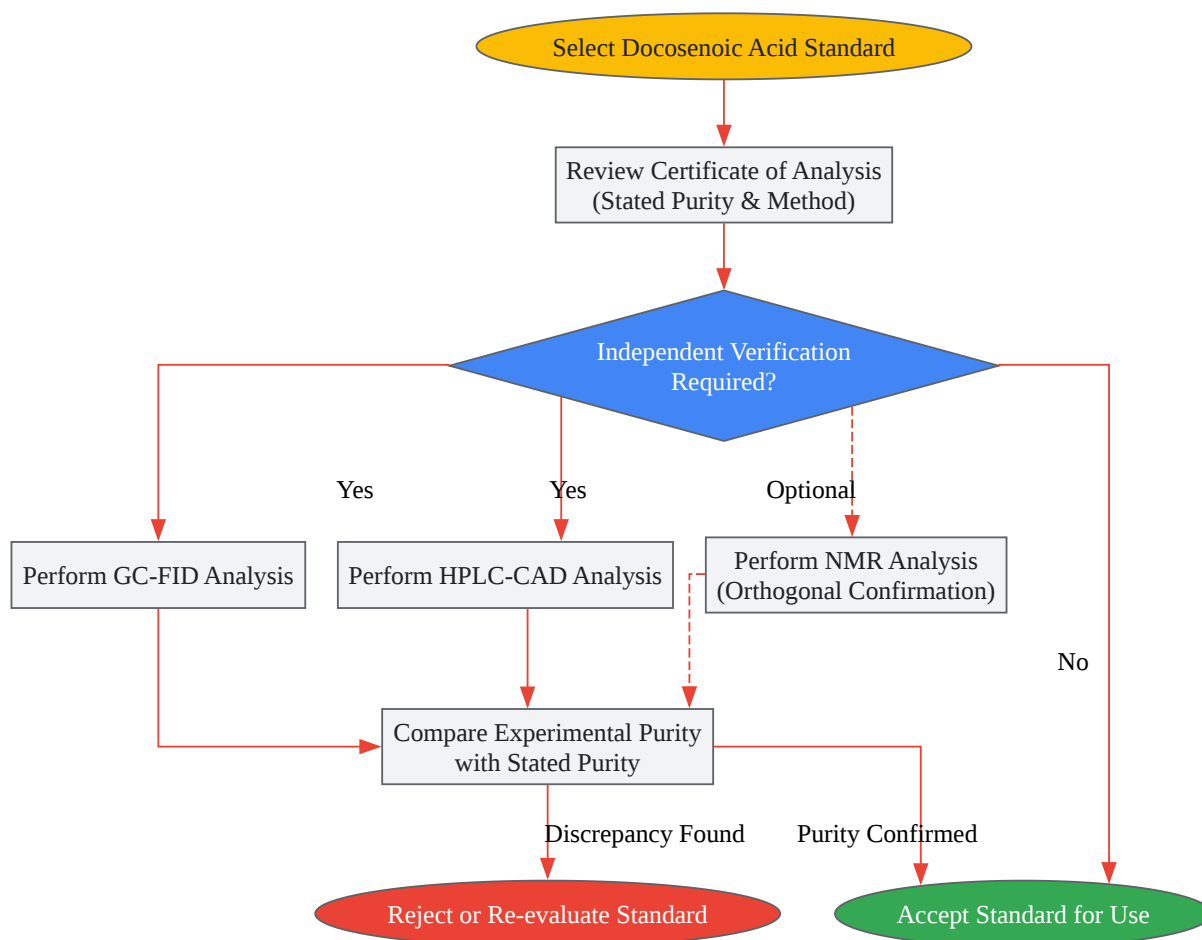 Select Docosenoic Acid Standard
Review Certificate of Analysis
(Stated Purity & Method)
Independent Verification
Required?
Yes
Yes
Optional
Perform GC-FID Analysis
Perform HPLC-CAD Analysis
Perform NMR Analysis
(Orthogonal Confirmation)
No
Compare Experimental Purity
with Stated Purity
Discrepancy Found
Purity Confirmed
Reject or Re-evaluate Standard
Accept Standard for Use